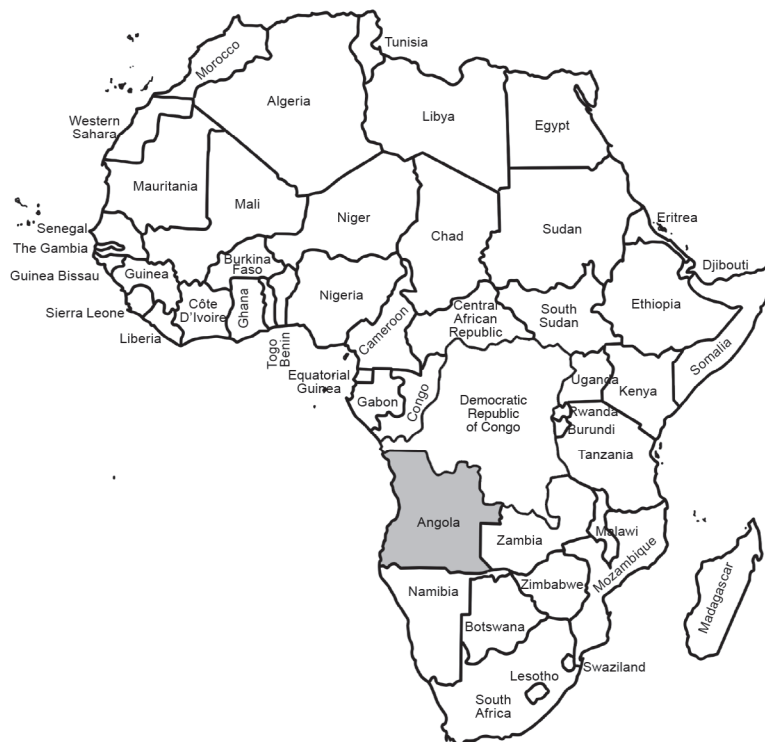 Tunisia
Morocco
Algeria
Libya
Egypt
Western
Sahara
Mauritania
Mali
Niger
Chad
Sudan
Eritrea
Senegal
The Gambia
Guinea Bissau
Guinea
Burkina
Faso
Djibouti
Nigeria
Ethiopia
Sierra Leone
Côte
D'Ivoire
Ghana
Central
African
Republic
South
Sudan
Liberia
Togo
Benin
Cameroon
Somalia
Equatorial
Guinea
Gabon
Congo
Democratic
Republic
of Congo
Uganda
Kenya
Rwanda
Burundi
Tanzania
Angola
Zambia
Malawi
Mozambique
Madagascar
Namibia
Zimbabwe
Botswana
Swaziland
Lesotho
South
Africa